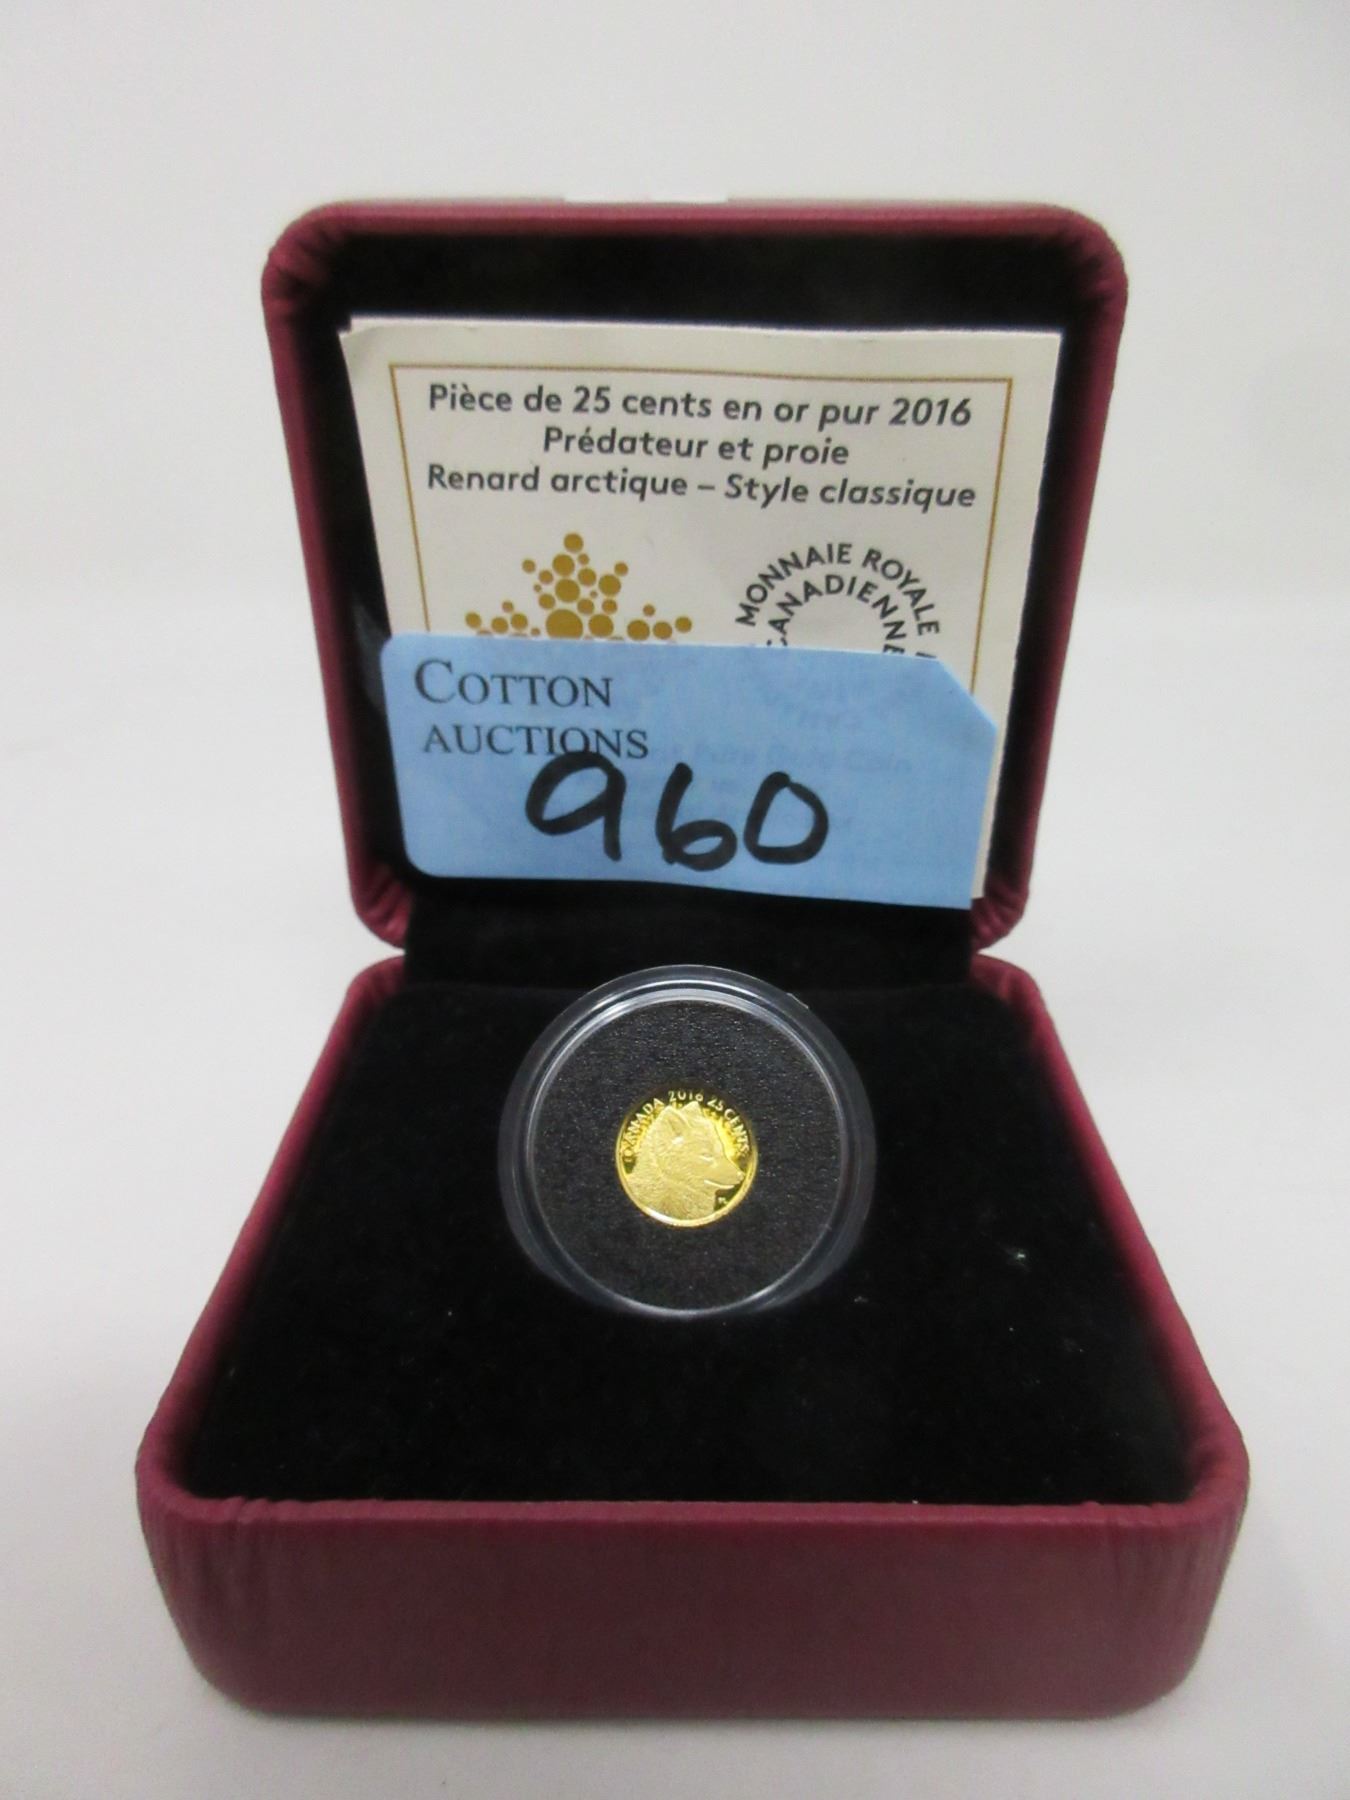 Pièce de 25 cents en or pur 2016
Prédateur et proie
Renard arctique – Style classique
MONNAIE ROYALE
CANADIENNE
COTTON
AUCTIONS
960
CANADA 2016 25 CENTS